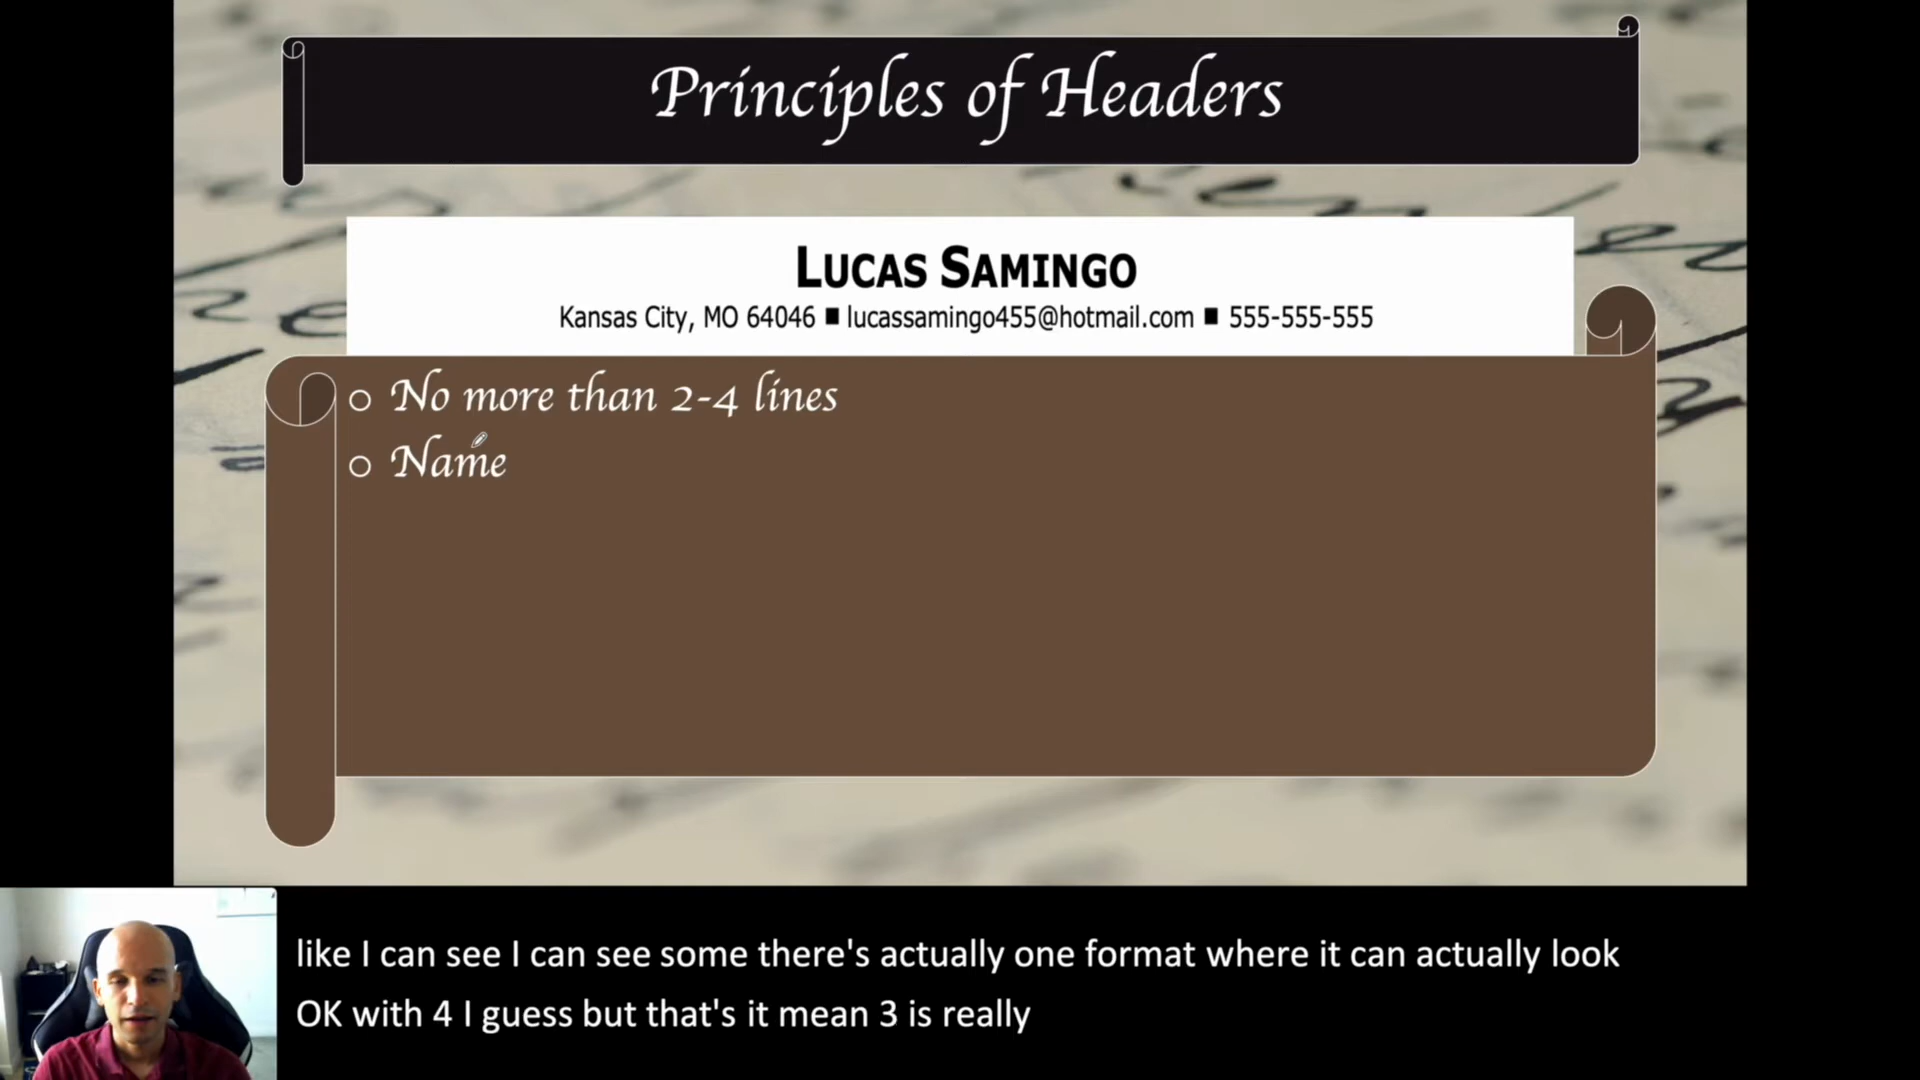 Principles of Headers
LUCAS SAMINGO
Kansas City, MO 64046 ■ lucassamingo455@hotmail.com ■ 555-555-555
o No more than 2-4 lines
o Name
like I can see I can see some there's actually one format where it can actually look
OK with 4 I guess but that's it mean 3 is really